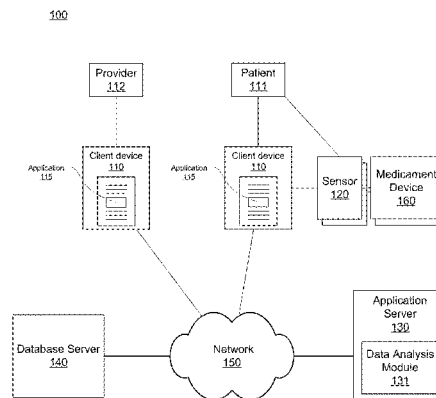 100
Provider
112
Patient
111
Client device
110
Application
115
Client device
110
Application
115
Sensor
120
Medicament
Device
160
Application
Server
130
Data Analysis
Module
131
Database Server
140
Network
150